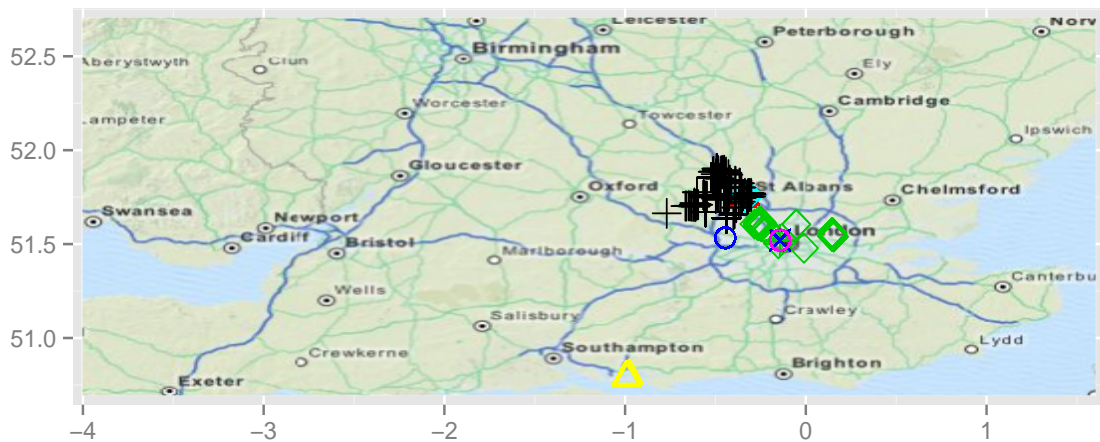 Leicester
Norw
52.5
Birmingham
Peterborough
Aberystwyth
Clun
Ely
Worcester
Cambridge
Lampeter
Towcester
Ipswich
52.0
Gloucester
Oxford
St Albans
Chelmsford
Swansea
Newport
Cardiff
Bristol
London
51.5
Marlborough
Canterbu
Wells
Salisbury
Crawley
51.0
Crewkerne
Southampton
Lydd
Exeter
Brighton
−4 −3 −2 −1 0 1